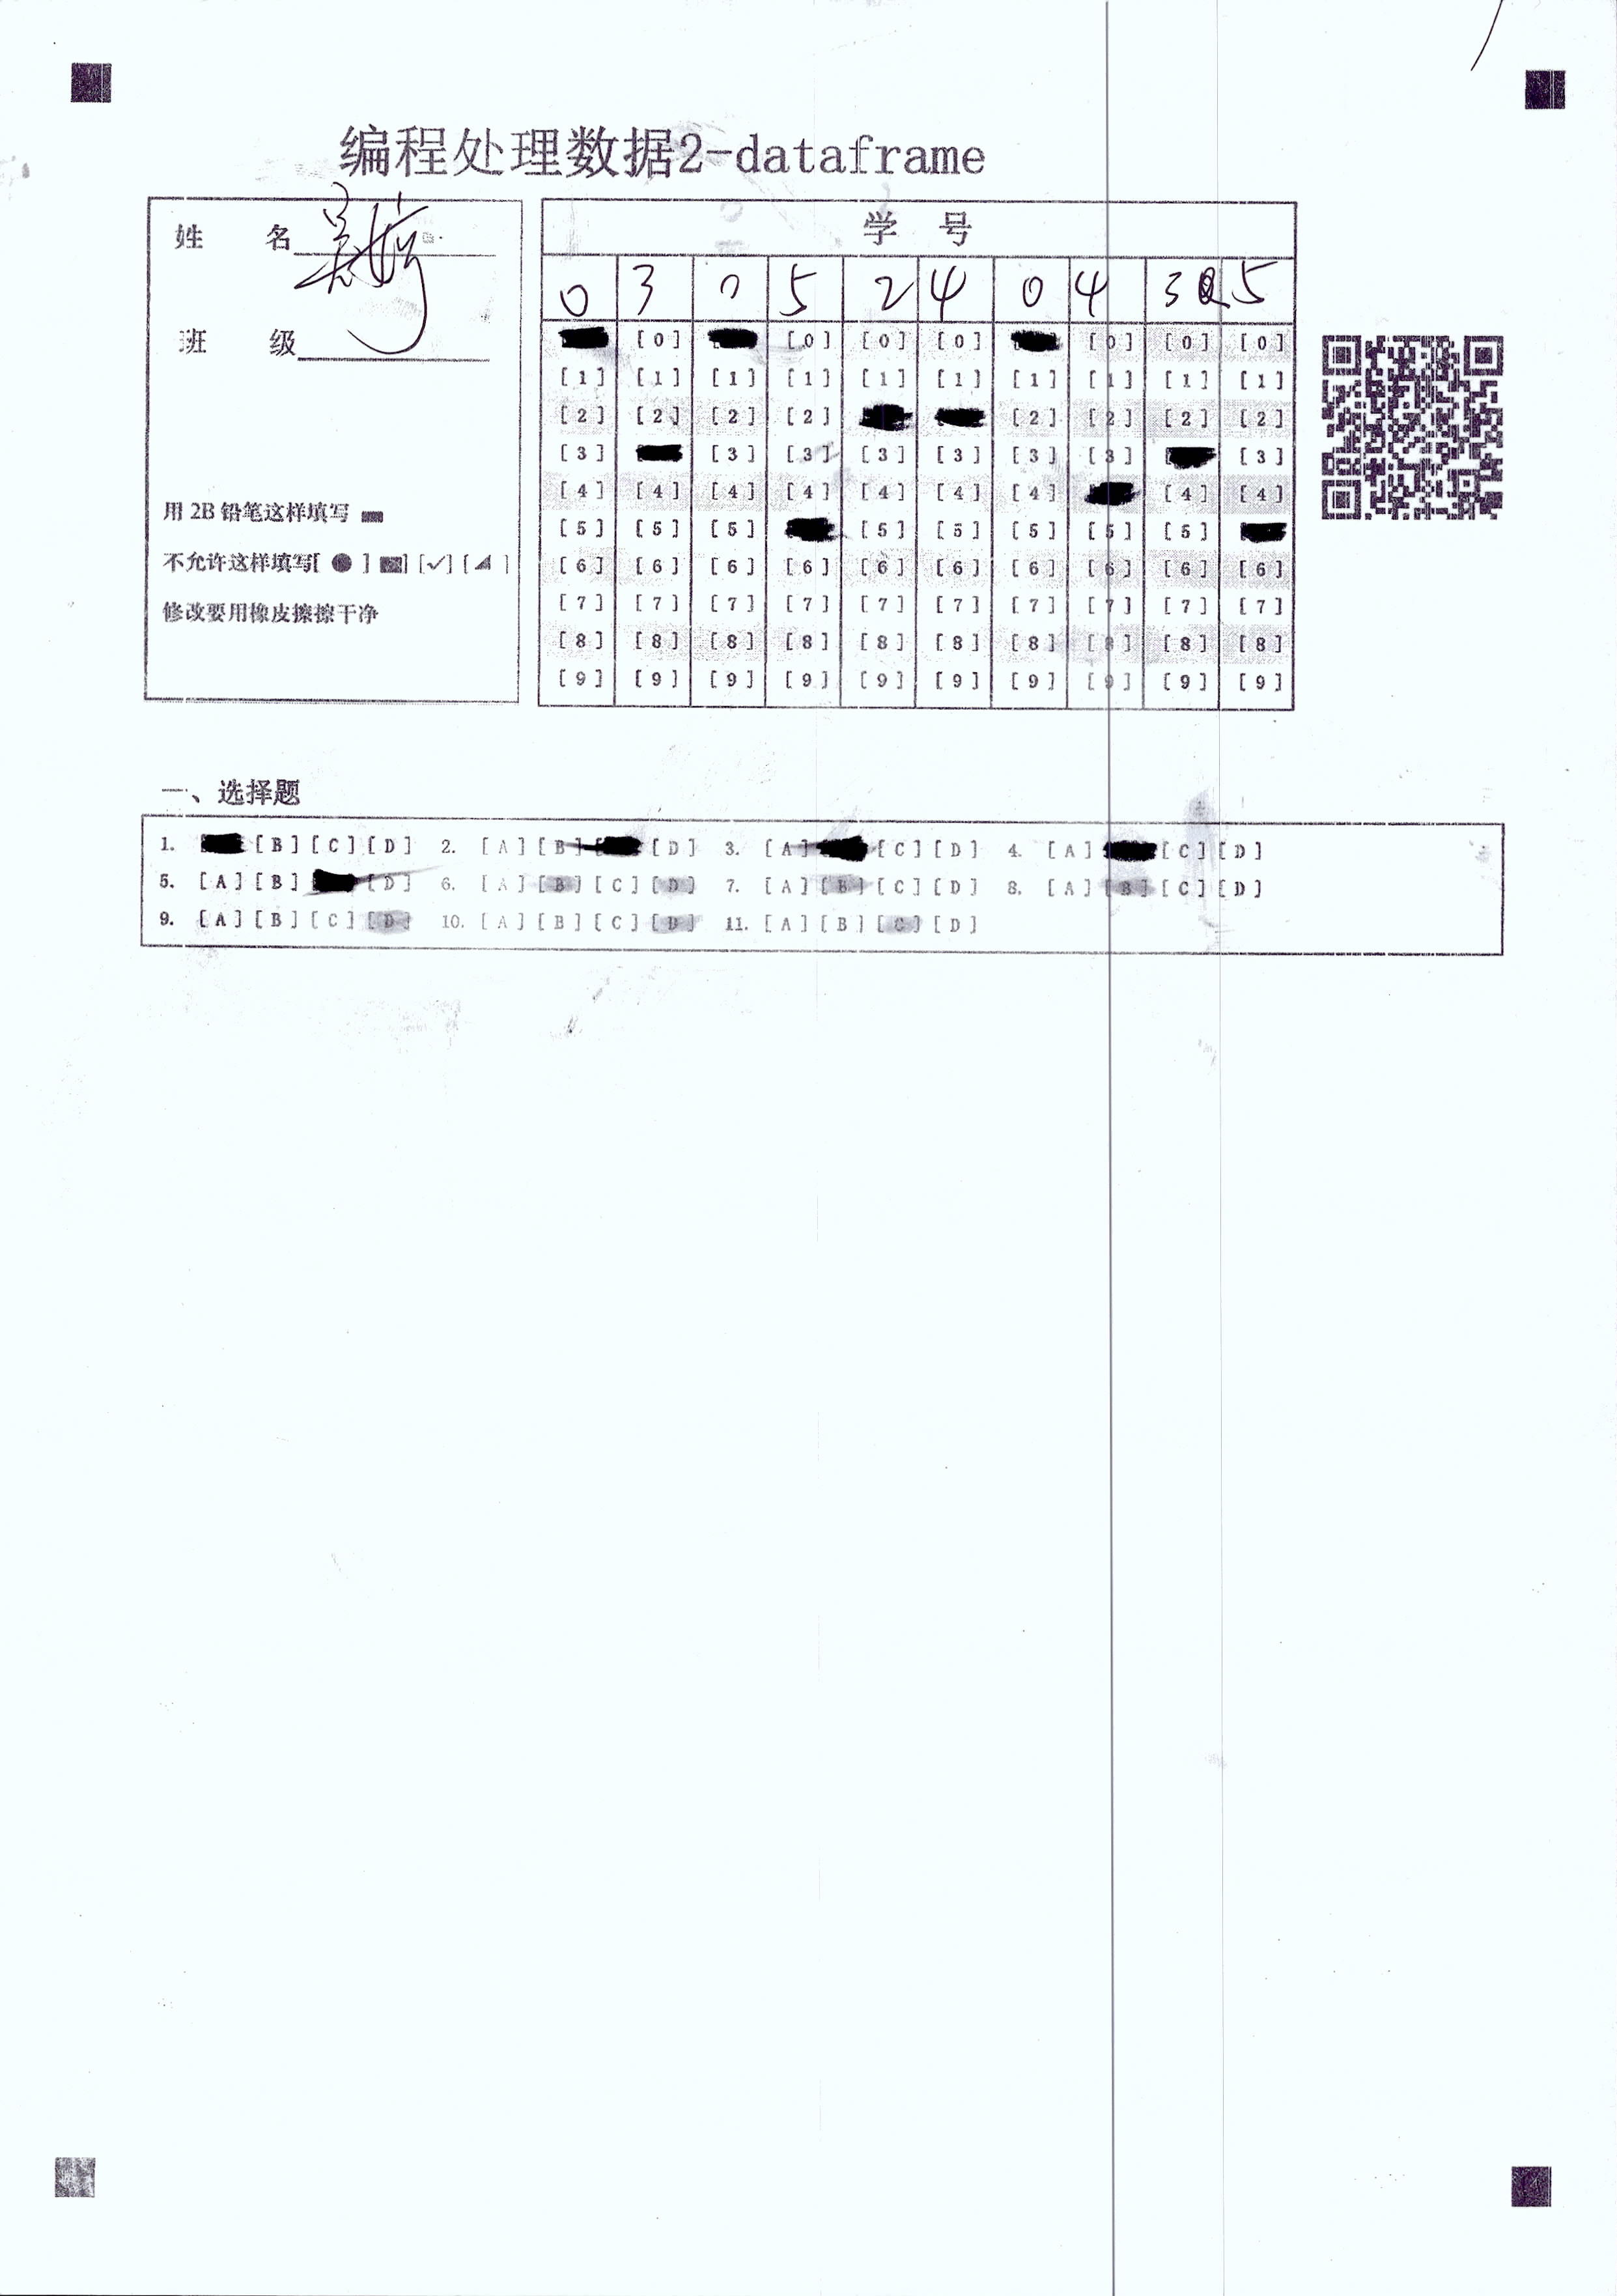 编程处理数据2-dataframe
姓 名
班 级
用 2B 铅笔这样填写
不允许这样填写[ ● ] [■] [✓] [◢ ]
修改要用橡皮擦擦干净
学 号
0 3 0 5 2 4 0 4 3 5
[0] [0] [0] [0] [0] [0] [0]
[1] [1] [1] [1] [1] [1] [1] [1] [1] [1]
[2] [2] [2] [2] [2] [2] [2] [2]
[3] [3] [3] [3] [3] [3] [3] [3]
[4] [4] [4] [4] [4] [4] [4] [4] [4]
[5] [5] [5] [5] [5] [5] [5] [5]
[6] [6] [6] [6] [6] [6] [6] [6] [6] [6]
[7] [7] [7] [7] [7] [7] [7] [7] [7] [7]
[8] [8] [8] [8] [8] [8] [8] [8] [8] [8]
[9] [9] [9] [9] [9] [9] [9] [9] [9] [9]
一、选择题
1. [B] [C] [D] 2. [A] [B] [D] 3. [A] [C] [D] 4. [A] [C] [D]
5. [A] [B] [D] 6. [A] [B] [C] [D] 7. [A] [B] [C] [D] 8. [A] [B] [C] [D]
9. [A] [B] [C] [D] 10. [A] [B] [C] [D] 11. [A] [B] [C] [D]